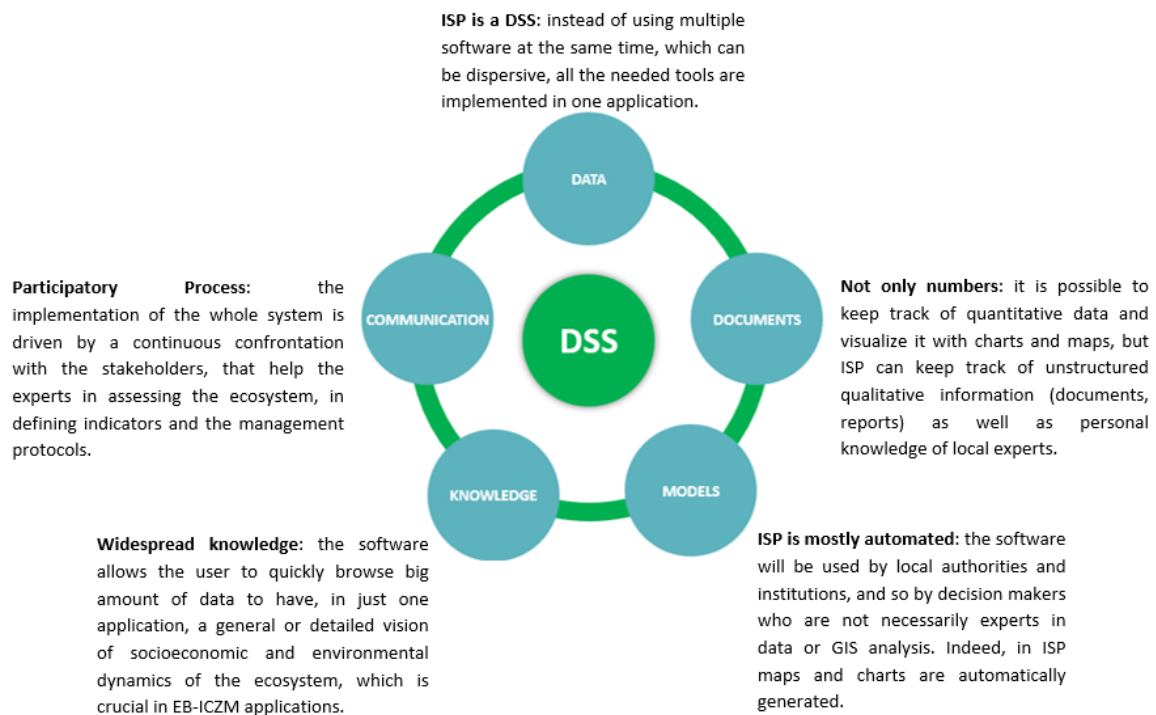 ISP is a DSS: instead of using multiple
software at the same time, which can
be dispersive, all the needed tools are
implemented in one application.
DATA
Participatory Process: the
implementation of the whole system is
driven by a continuous confrontation
with the stakeholders, that help the
experts in assessing the ecosystem, in
defining indicators and the management
protocols.
COMMUNICATION
DSS
DOCUMENTS
Not only numbers: it is possible to
keep track of quantitative data and
visualize it with charts and maps, but
ISP can keep track of unstructured
qualitative information (documents,
reports) as well as personal
knowledge of local experts.
KNOWLEDGE
MODELS
Widespread knowledge: the software
allows the user to quickly browse big
amount of data to have, in just one
application, a general or detailed vision
of socioeconomic and environmental
dynamics of the ecosystem, which is
crucial in EB-ICZM applications.
ISP is mostly automated: the software
will be used by local authorities and
institutions, and so by decision makers
who are not necessarily experts in
data or GIS analysis. Indeed, in ISP
maps and charts are automatically
generated.